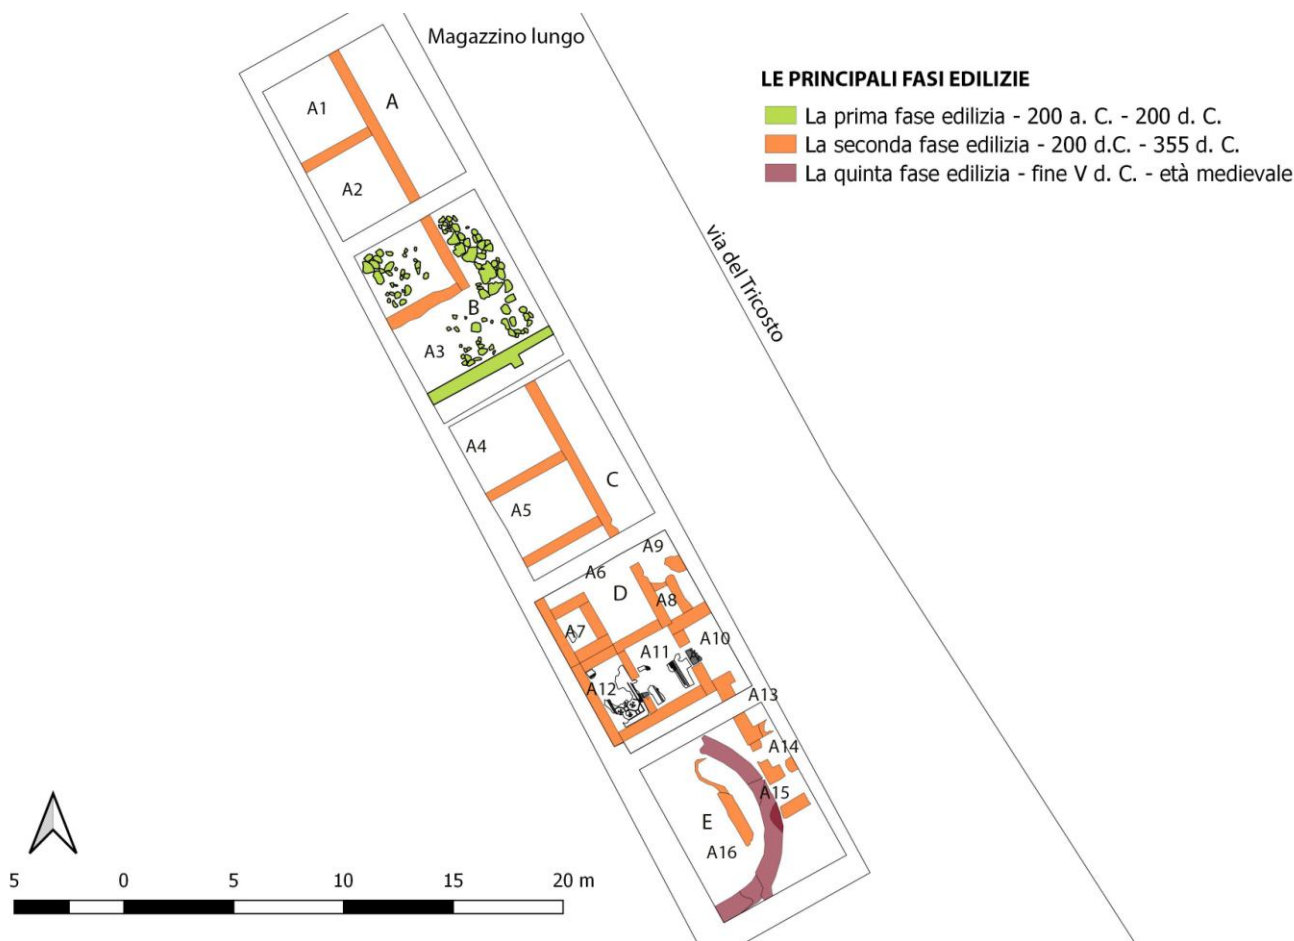 Magazzino lungo
LE PRINCIPALI FASI EDILIZIE
La prima fase edilizia - 200 a. C. - 200 d. C.
La seconda fase edilizia - 200 d.C. - 355 d. C.
La quinta fase edilizia - fine V d. C. - età medievale
A1
A
A2
via del Tricosto
B
A3
A4
C
A5
A9
A6
D
A8
A7
A10
A11
A12
A13
A14
A15
E
A16
5 0 5 10 15 20 m